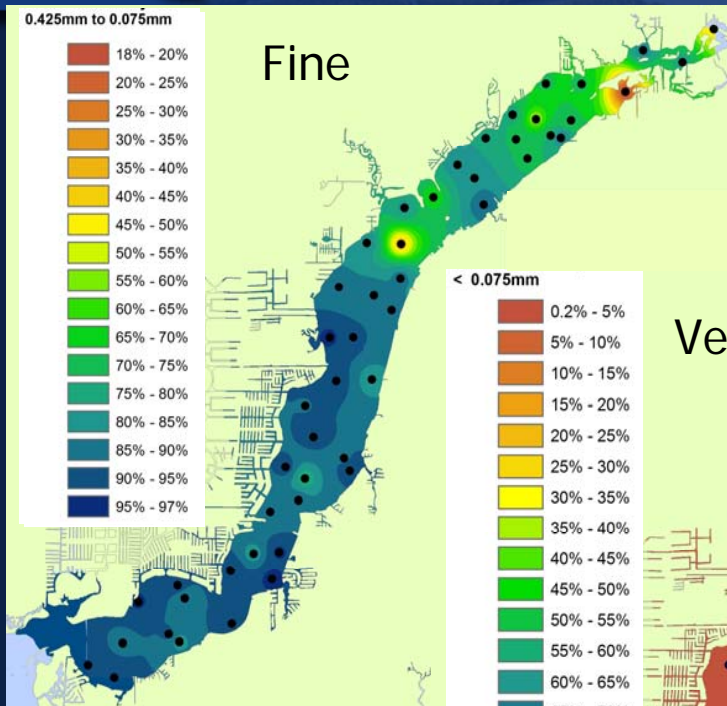 0.425mm to 0.075mm
Fine
18% - 20%
20% - 25%
25% - 30%
30% - 35%
35% - 40%
40% - 45%
45% - 50%
50% - 55%
55% - 60%
60% - 65%
65% - 70%
70% - 75%
75% - 80%
80% - 85%
85% - 90%
90% - 95%
95% - 97%
< 0.075mm
Ve
0.2% - 5%
5% - 10%
10% - 15%
15% - 20%
20% - 25%
25% - 30%
30% - 35%
35% - 40%
40% - 45%
45% - 50%
50% - 55%
55% - 60%
60% - 65%